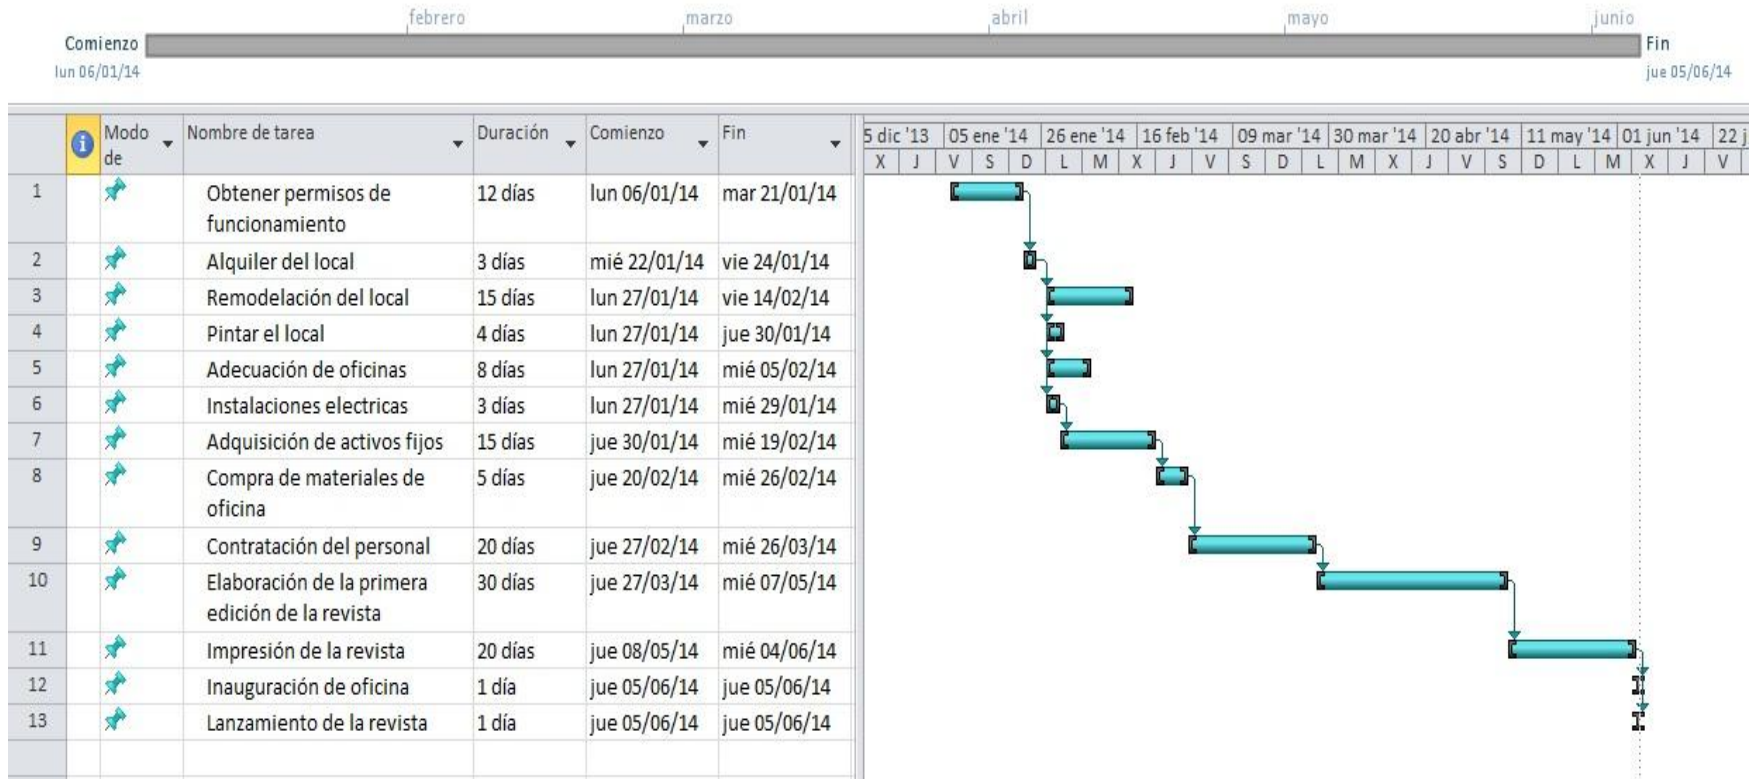 febrero marzo abril mayo junio
Comienzo Fin
lun 06/01/14 jue 05/06/14
Modo de Nombre de tarea Duración Comienzo Fin 5 dic '13 05 ene '14 26 ene '14 16 feb '14 09 mar '14 30 mar '14 20 abr '14 11 may '14 01 jun '14 22 j
X J V S D L M X J V S D L M X J V S D L M X J V
1 Obtener permisos de funcionamiento 12 días lun 06/01/14 mar 21/01/14
2 Alquiler del local 3 días mié 22/01/14 vie 24/01/14
3 Remodelación del local 15 días lun 27/01/14 vie 14/02/14
4 Pintar el local 4 días lun 27/01/14 jue 30/01/14
5 Adecuación de oficinas 8 días lun 27/01/14 mié 05/02/14
6 Instalaciones electricas 3 días lun 27/01/14 mié 29/01/14
7 Adquisición de activos fijos 15 días jue 30/01/14 mié 19/02/14
8 Compra de materiales de oficina 5 días jue 20/02/14 mié 26/02/14
9 Contratación del personal 20 días jue 27/02/14 mié 26/03/14
10 Elaboración de la primera edición de la revista 30 días jue 27/03/14 mié 07/05/14
11 Impresión de la revista 20 días jue 08/05/14 mié 04/06/14
12 Inauguración de oficina 1 día jue 05/06/14 jue 05/06/14
13 Lanzamiento de la revista 1 día jue 05/06/14 jue 05/06/14